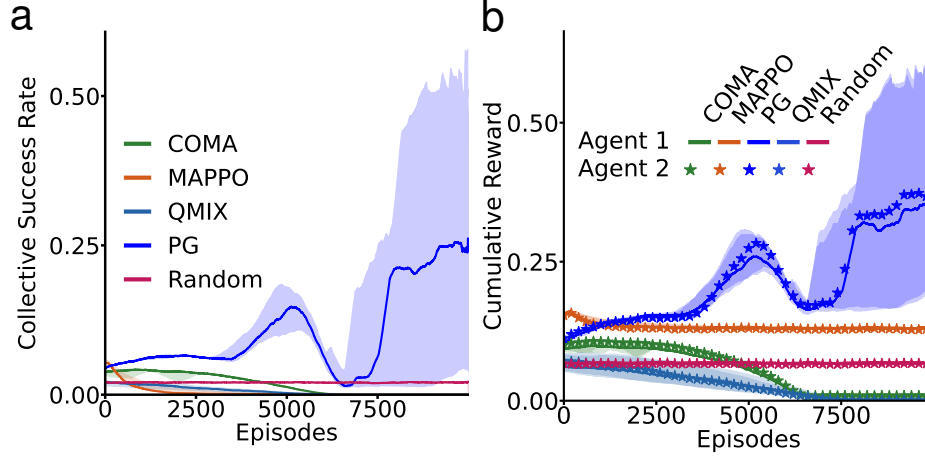 a
Collective Success Rate
0.50
0.25
0.00
COMA
MAPPO
QMIX
PG
Random
0
2500
5000
7500
Episodes
b
Cumulative Reward
0.50
0.25
0.00
COMA
MAPPO
PG
QMIX
Random
Agent 1
Agent 2
0
2500
5000
7500
Episodes